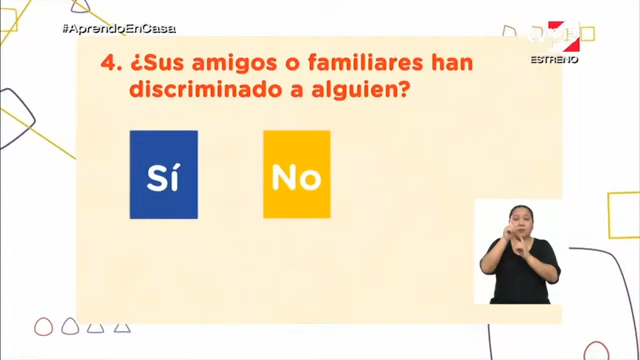 #AprendoEnCasa
ESTRENO
4. ¿Sus amigos o familiares han
discriminado a alguien?
Sí
No